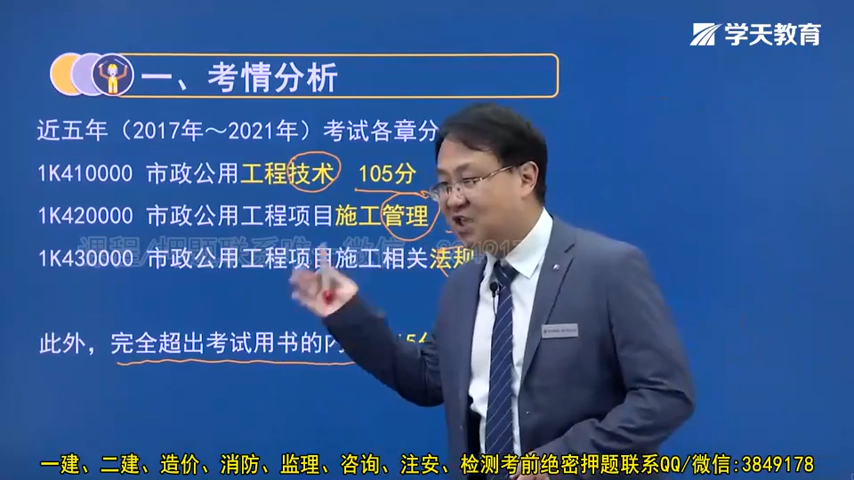 学天教育
一、考情分析
近五年（2017年～2021年）考试各章分
1K410000 市政公用工程技术 105分
1K420000 市政公用工程项目施工管理
1K430000 市政公用工程项目施工相关法规
此外，完全超出考试用书的内
一建、二建、造价、消防、监理、咨询、注安、检测考前绝密押题联系QQ/微信:3849178